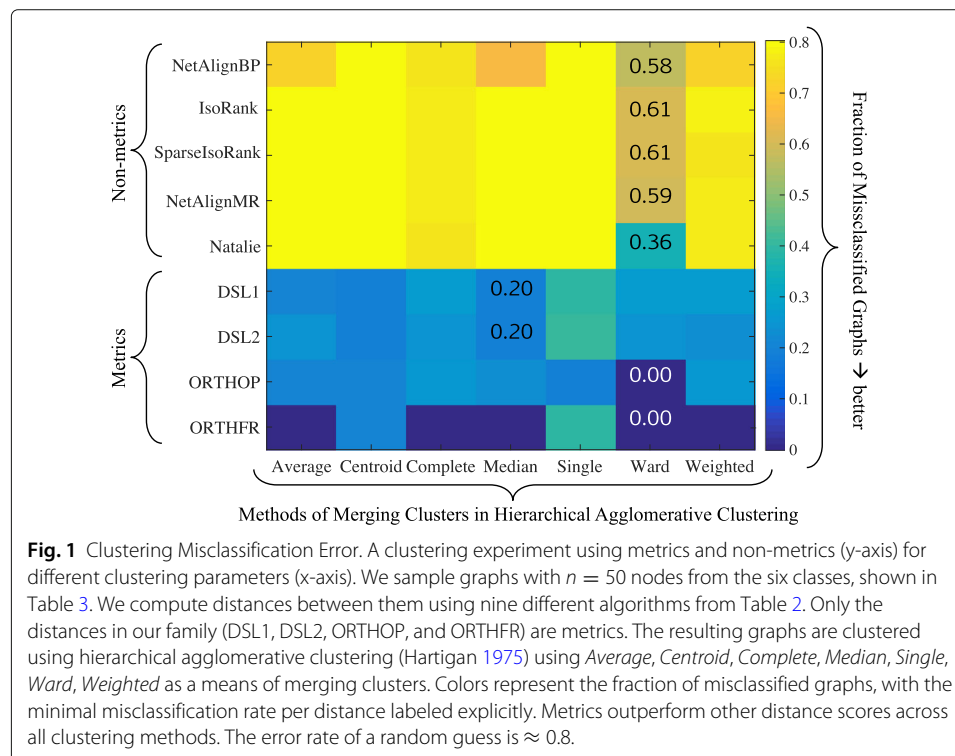 Non-metrics
Metrics
NetAlignBP
IsoRank
SparseIsoRank
NetAlignMR
Natalie
DSL1
DSL2
ORTHOP
ORTHFR
0.58
0.61
0.61
0.59
0.36
0.20
0.20
0.00
0.00
0.8
0.7
0.6
0.5
0.4
0.3
0.2
0.1
0
Fraction of Missclassified Graphs → better
Average Centroid Complete Median Single Ward Weighted
Methods of Merging Clusters in Hierarchical Agglomerative Clustering
Fig. 1 Clustering Misclassification Error. A clustering experiment using metrics and non-metrics (y-axis) for
different clustering parameters (x-axis). We sample graphs with n = 50 nodes from the six classes, shown in
Table 3. We compute distances between them using nine different algorithms from Table 2. Only the
distances in our family (DSL1, DSL2, ORTHOP, and ORTHFR) are metrics. The resulting graphs are clustered
using hierarchical agglomerative clustering (Hartigan 1975) using Average, Centroid, Complete, Median, Single,
Ward, Weighted as a means of merging clusters. Colors represent the fraction of misclassified graphs, with the
minimal misclassification rate per distance labeled explicitly. Metrics outperform other distance scores across
all clustering methods. The error rate of a random guess is ≈ 0.8.